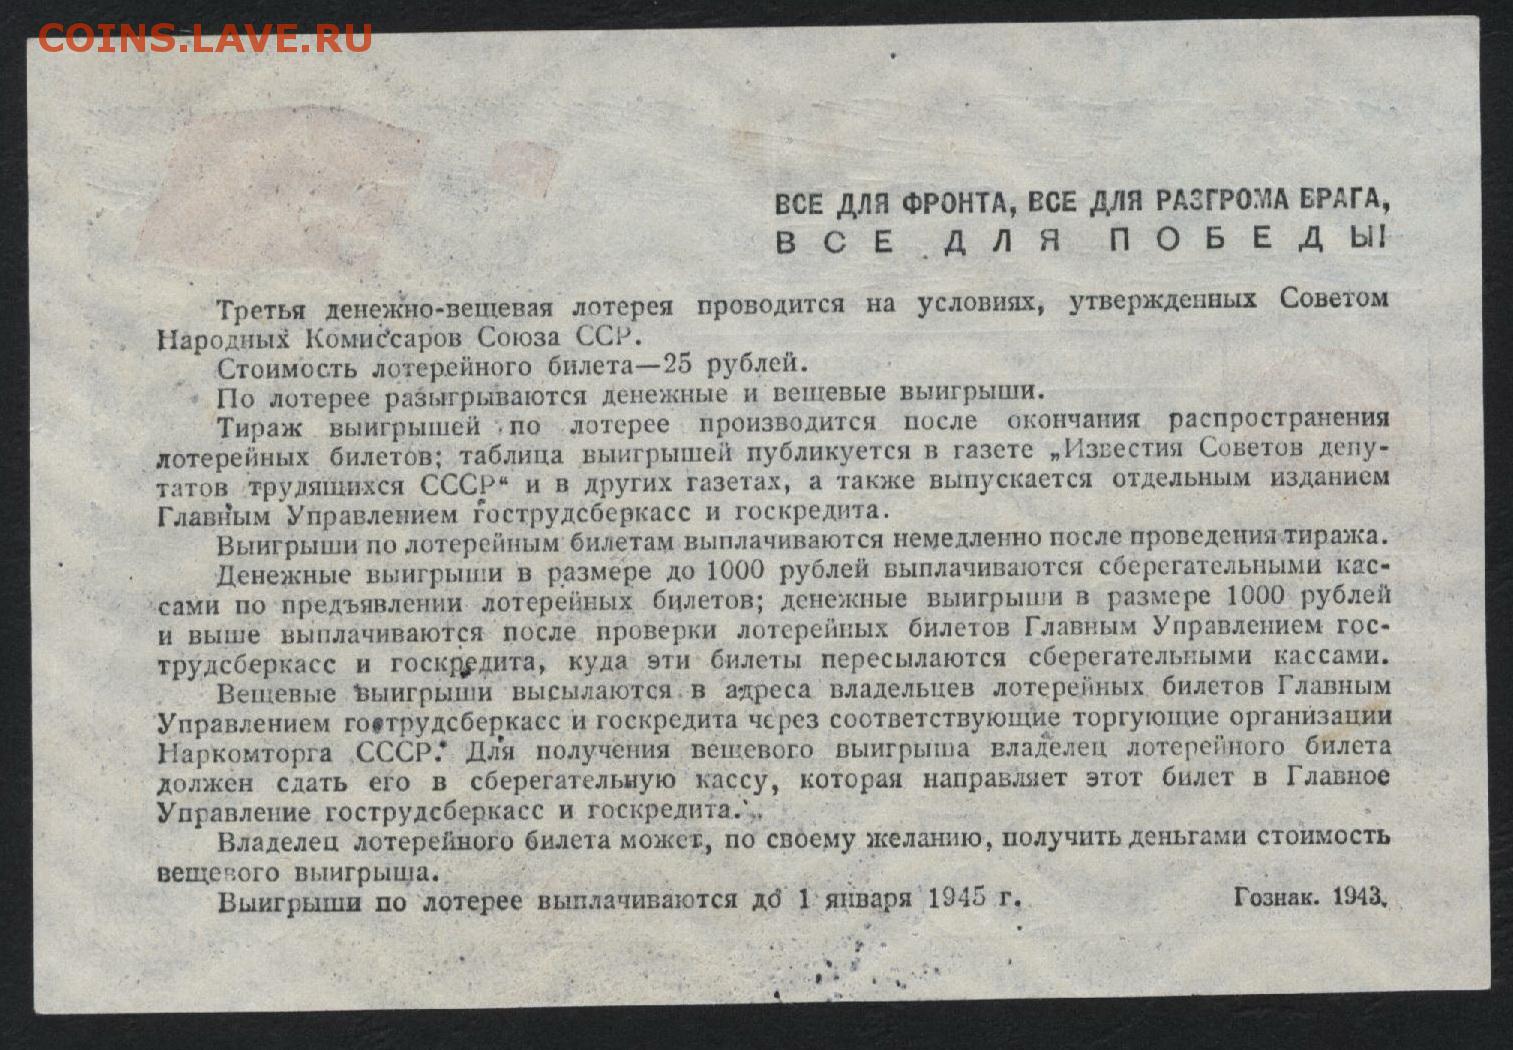 COINS.LAVE.RU
ВСЕ ДЛЯ ФРОНТА, ВСЕ ДЛЯ РАЗГРОМА ВРАГА,
ВСЕ ДЛЯ ПОБЕДЫ!
Третья денежно-вещевая лотерея проводится на условиях, утвержденных Советом
Народных Комиссаров Союза ССР.
Стоимость лотерейного билета—25 рублей.
По лотерее разыгрываются денежные и вещевые выигрыши.
Тираж выигрышей по лотерее производится после окончания распространения
лотерейных билетов; таблица выигрышей публикуется в газете „Известия Советов депу-
татов трудящихся СССР“ и в других газетах, а также выпускается отдельным изданием
Главным Управлением гострудсберкасс и госкредита.
Выигрыши по лотерейным билетам выплачиваются немедленно после проведения тиража.
Денежные выигрыши в размере до 1000 рублей выплачиваются сберегательными кас-
сами по предъявлении лотерейных билетов; денежные выигрыши в размере 1000 рублей
и выше выплачиваются после проверки лотерейных билетов Главным Управлением гос-
трудсберкасс и госкредита, куда эти билеты пересылаются сберегательными кассами.
Вещевые выигрыши высылаются в адреса владельцев лотерейных билетов Главным
Управлением гострудсберкасс и госкредита через соответствующие торгующие организации
Наркомторга СССР. Для получения вещевого выигрыша владелец лотерейного билета
должен сдать его в сберегательную кассу, которая направляет этот билет в Главное
Управление гострудсберкасс и госкредита.
Владелец лотерейного билета может, по своему желанию, получить деньгами стоимость
вещевого выигрыша.
Выигрыши по лотерее выплачиваются до 1 января 1945 г. Гознак. 1943.